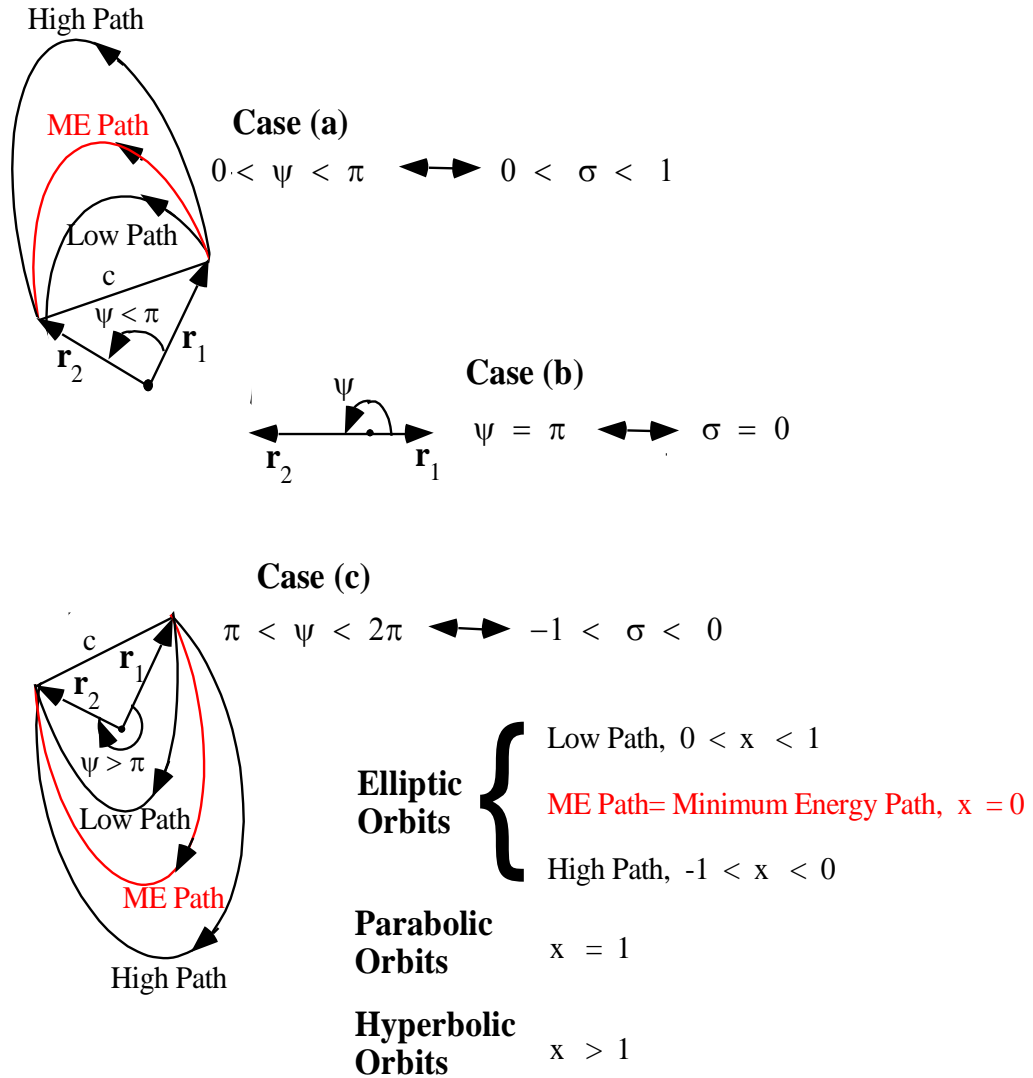 High Path
Case (a)
ME Path
0 < ψ < π ↔ 0 < σ < 1
Low Path
c
ψ < π
r₁
r₂
Case (b)
ψ
ψ = π ↔ σ = 0
r₂
r₁
Case (c)
π < ψ < 2π ↔ −1 < σ < 0
c
r₁
r₂
ψ > π
Low Path
ME Path
High Path
Elliptic
Orbits
Low Path, 0 < x < 1
ME Path= Minimum Energy Path, x = 0
High Path, -1 < x < 0
Parabolic
Orbits
x = 1
Hyperbolic
Orbits
x > 1